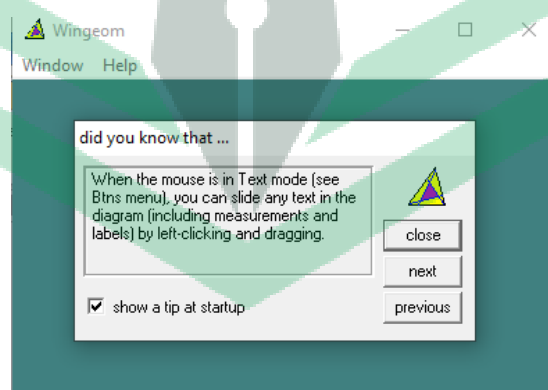 Wingeom
Window Help
did you know that ...
When the mouse is in Text mode (see
Btns menu), you can slide any text in the
diagram (including measurements and
labels) by left-clicking and dragging.
close
next
show a tip at startup
previous